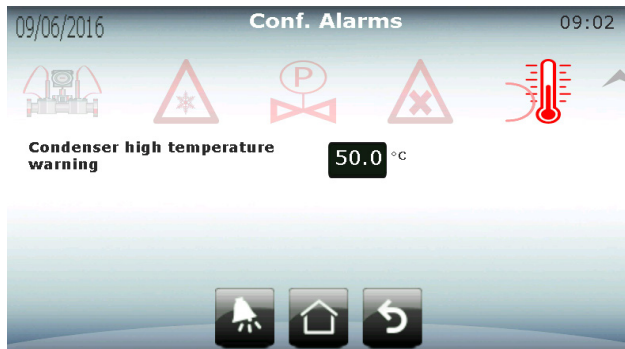 09/06/2016 Conf. Alarms 09:02
P
Condenser high temperature
warning
50.0 °C